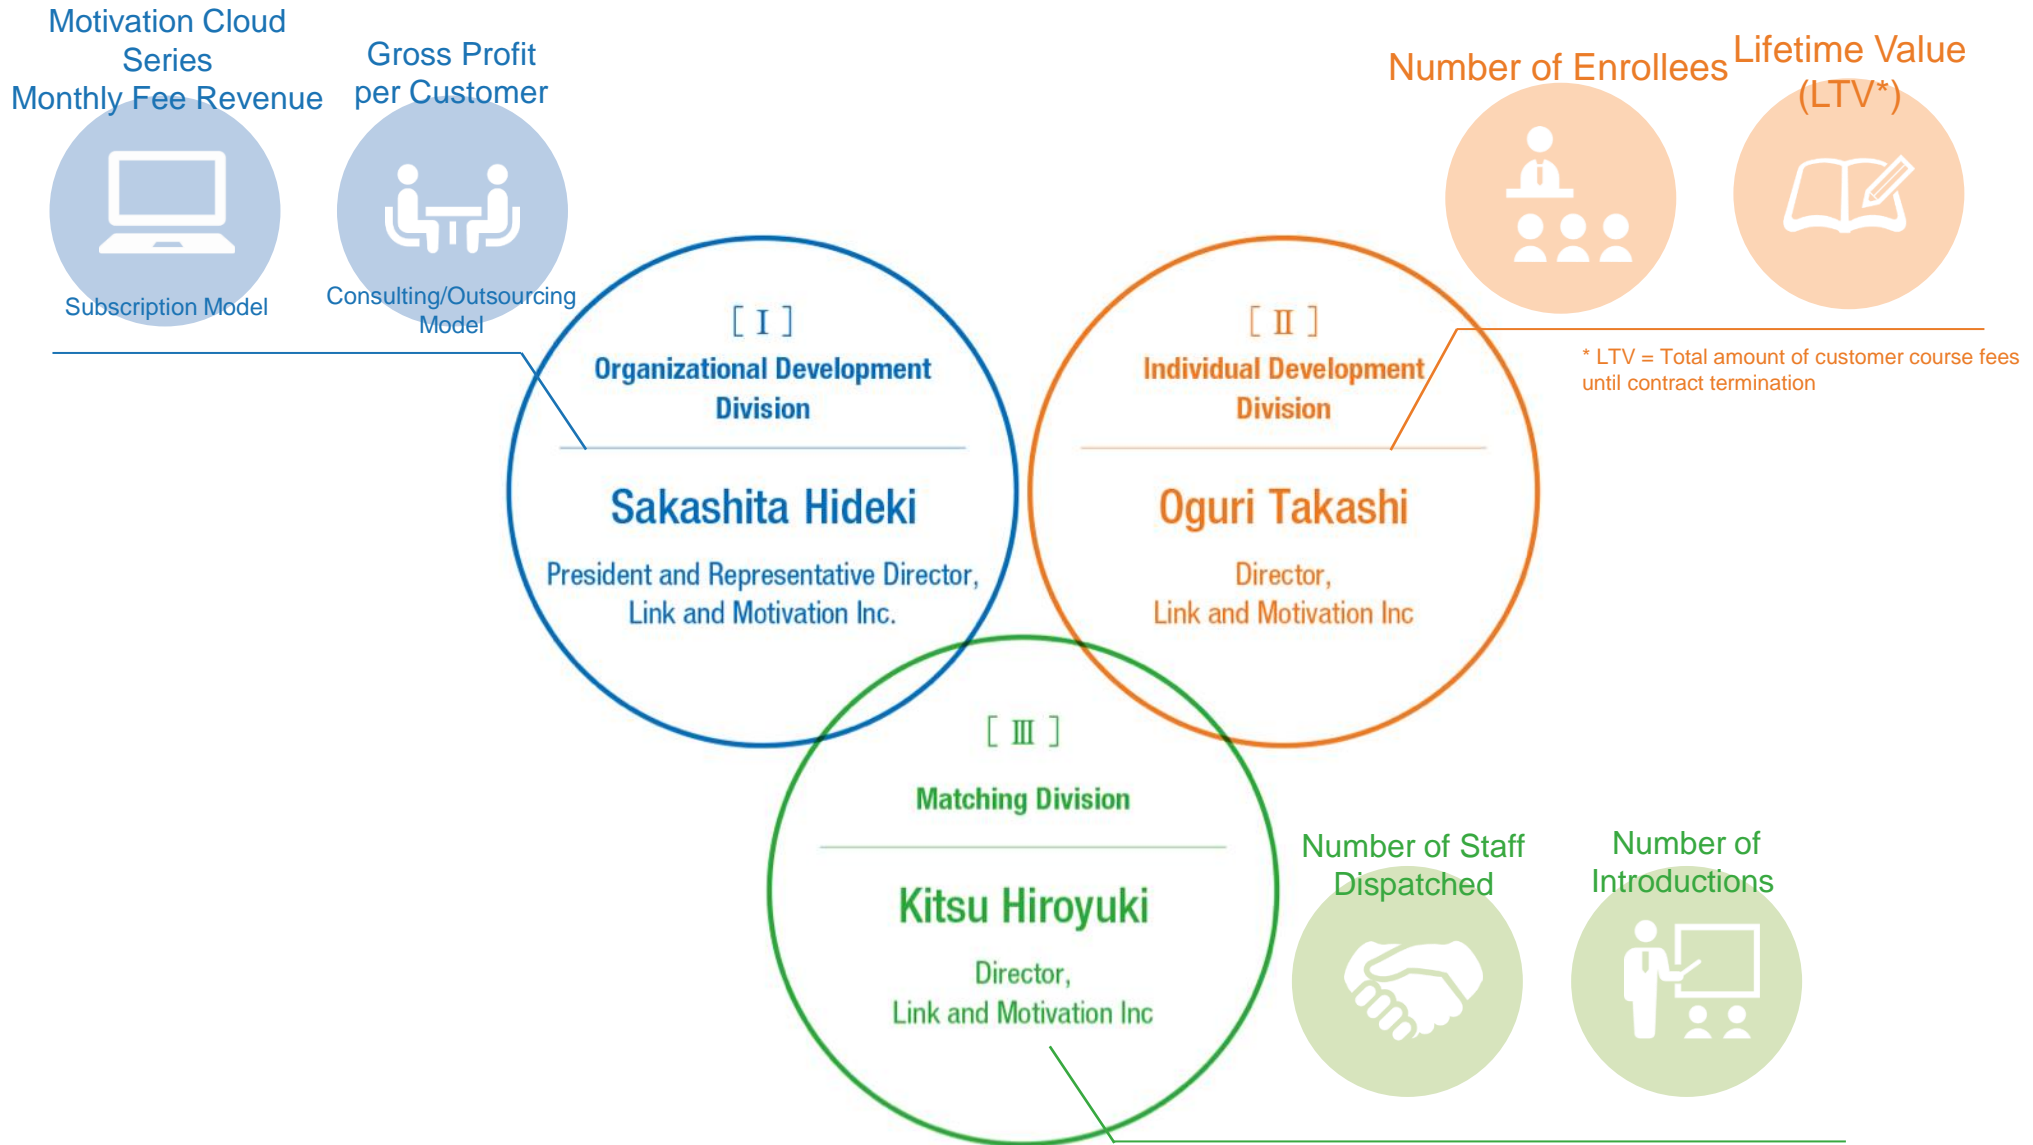 Motivation Cloud
Series
Monthly Fee Revenue
Gross Profit
per Customer
Subscription Model
Consulting/Outsourcing
Model
[ Ⅰ ]
Organizational Development
Division
Sakashita Hideki
President and Representative Director,
Link and Motivation Inc.
Number of Enrollees
Lifetime Value
(LTV*)
* LTV = Total amount of customer course fees
until contract termination
[ Ⅱ ]
Individual Development
Division
Oguri Takashi
Director,
Link and Motivation Inc
[ Ⅲ ]
Matching Division
Kitsu Hiroyuki
Director,
Link and Motivation Inc
Number of Staff
Dispatched
Number of
Introductions